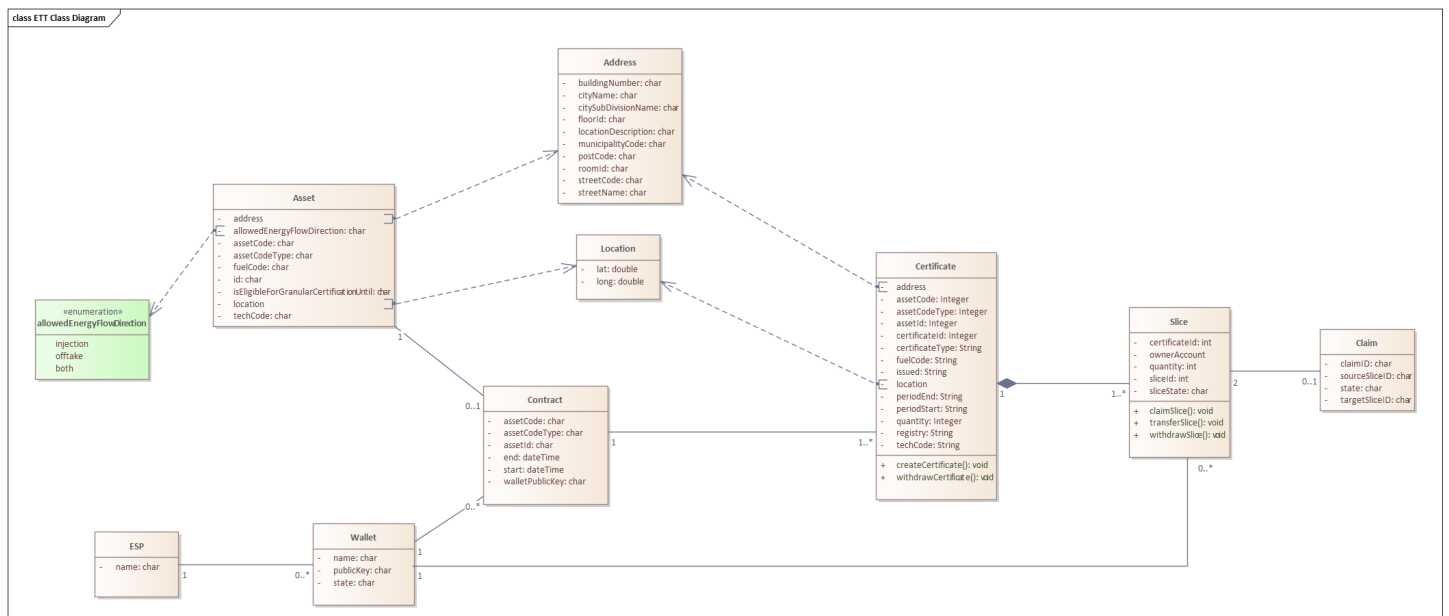 class ETT Class Diagram
Address
- buildingNumber: char
- cityName: char
- citySubDivisionName: char
- floorId: char
- locationDescription: char
- municipalityCode: char
- postCode: char
- roomId: char
- streetCode: char
- streetName: char
Asset
- address
- allowedEnergyFlowDirection: char
- assetCode: char
- assetCodeType: char
- fuelCode: char
- id: char
- isEligibleForGranularCertificationUntil: char
- location
- techCode: char
Location
- lat: double
- long: double
«enumeration»
allowedEnergyFlowDirection
injection
offtake
both
Certificate
- address
- assetCode: Integer
- assetCodeType: Integer
- assetId: Integer
- certificateId: Integer
- certificateType: String
- fuelCode: String
- issued: String
- location
- periodEnd: String
- periodStart: String
- quantity: Integer
- registry: String
- techCode: String
+ createCertificate(): void
+ withdrawCertificate(): void
Slice
- certificateId: int
- ownerAccount
- quantity: int
- sliceId: int
- sliceState: char
+ claimSlice(): void
+ transferSlice(): void
+ withdrawSlice(): void
Claim
- claimID: char
- sourceSliceID: char
- state: char
- targetSliceID: char
1
0..1
Contract
- assetCode: char
- assetCodeType: char
- assetId: char
- end: dateTime
- start: dateTime
- walletPublicKey: char
1
1..*
1
1..*
2
0..1
0..*
0..*
1
1
ESP
- name: char
1
0..*
Wallet
- name: char
- publicKey: char
- state: char